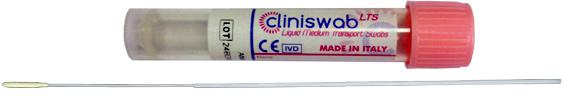 cliniswab LTS
Liquid Medium Transport Swabs
CE IVD
MADE IN ITALY
LOT